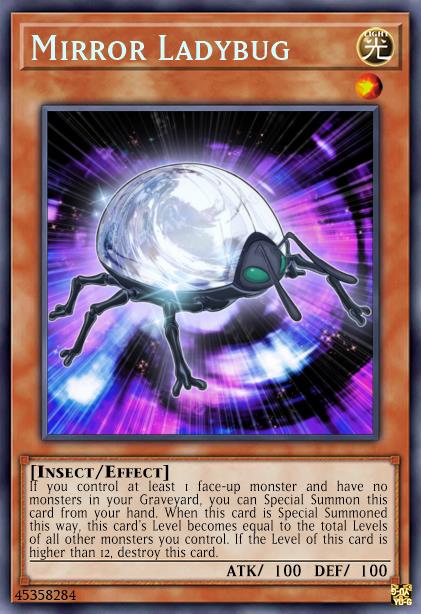 Mirror Ladybug
LIGHT
光
[Insect/Effect]
If you control at least 1 face-up monster and have no
monsters in your Graveyard, you can Special Summon this
card from your hand. When this card is Special Summoned
this way, this card's Level becomes equal to the total Levels
of all other monsters you control. If the Level of this card is
higher than 12, destroy this card.
ATK/ 100 DEF/ 100
45358284